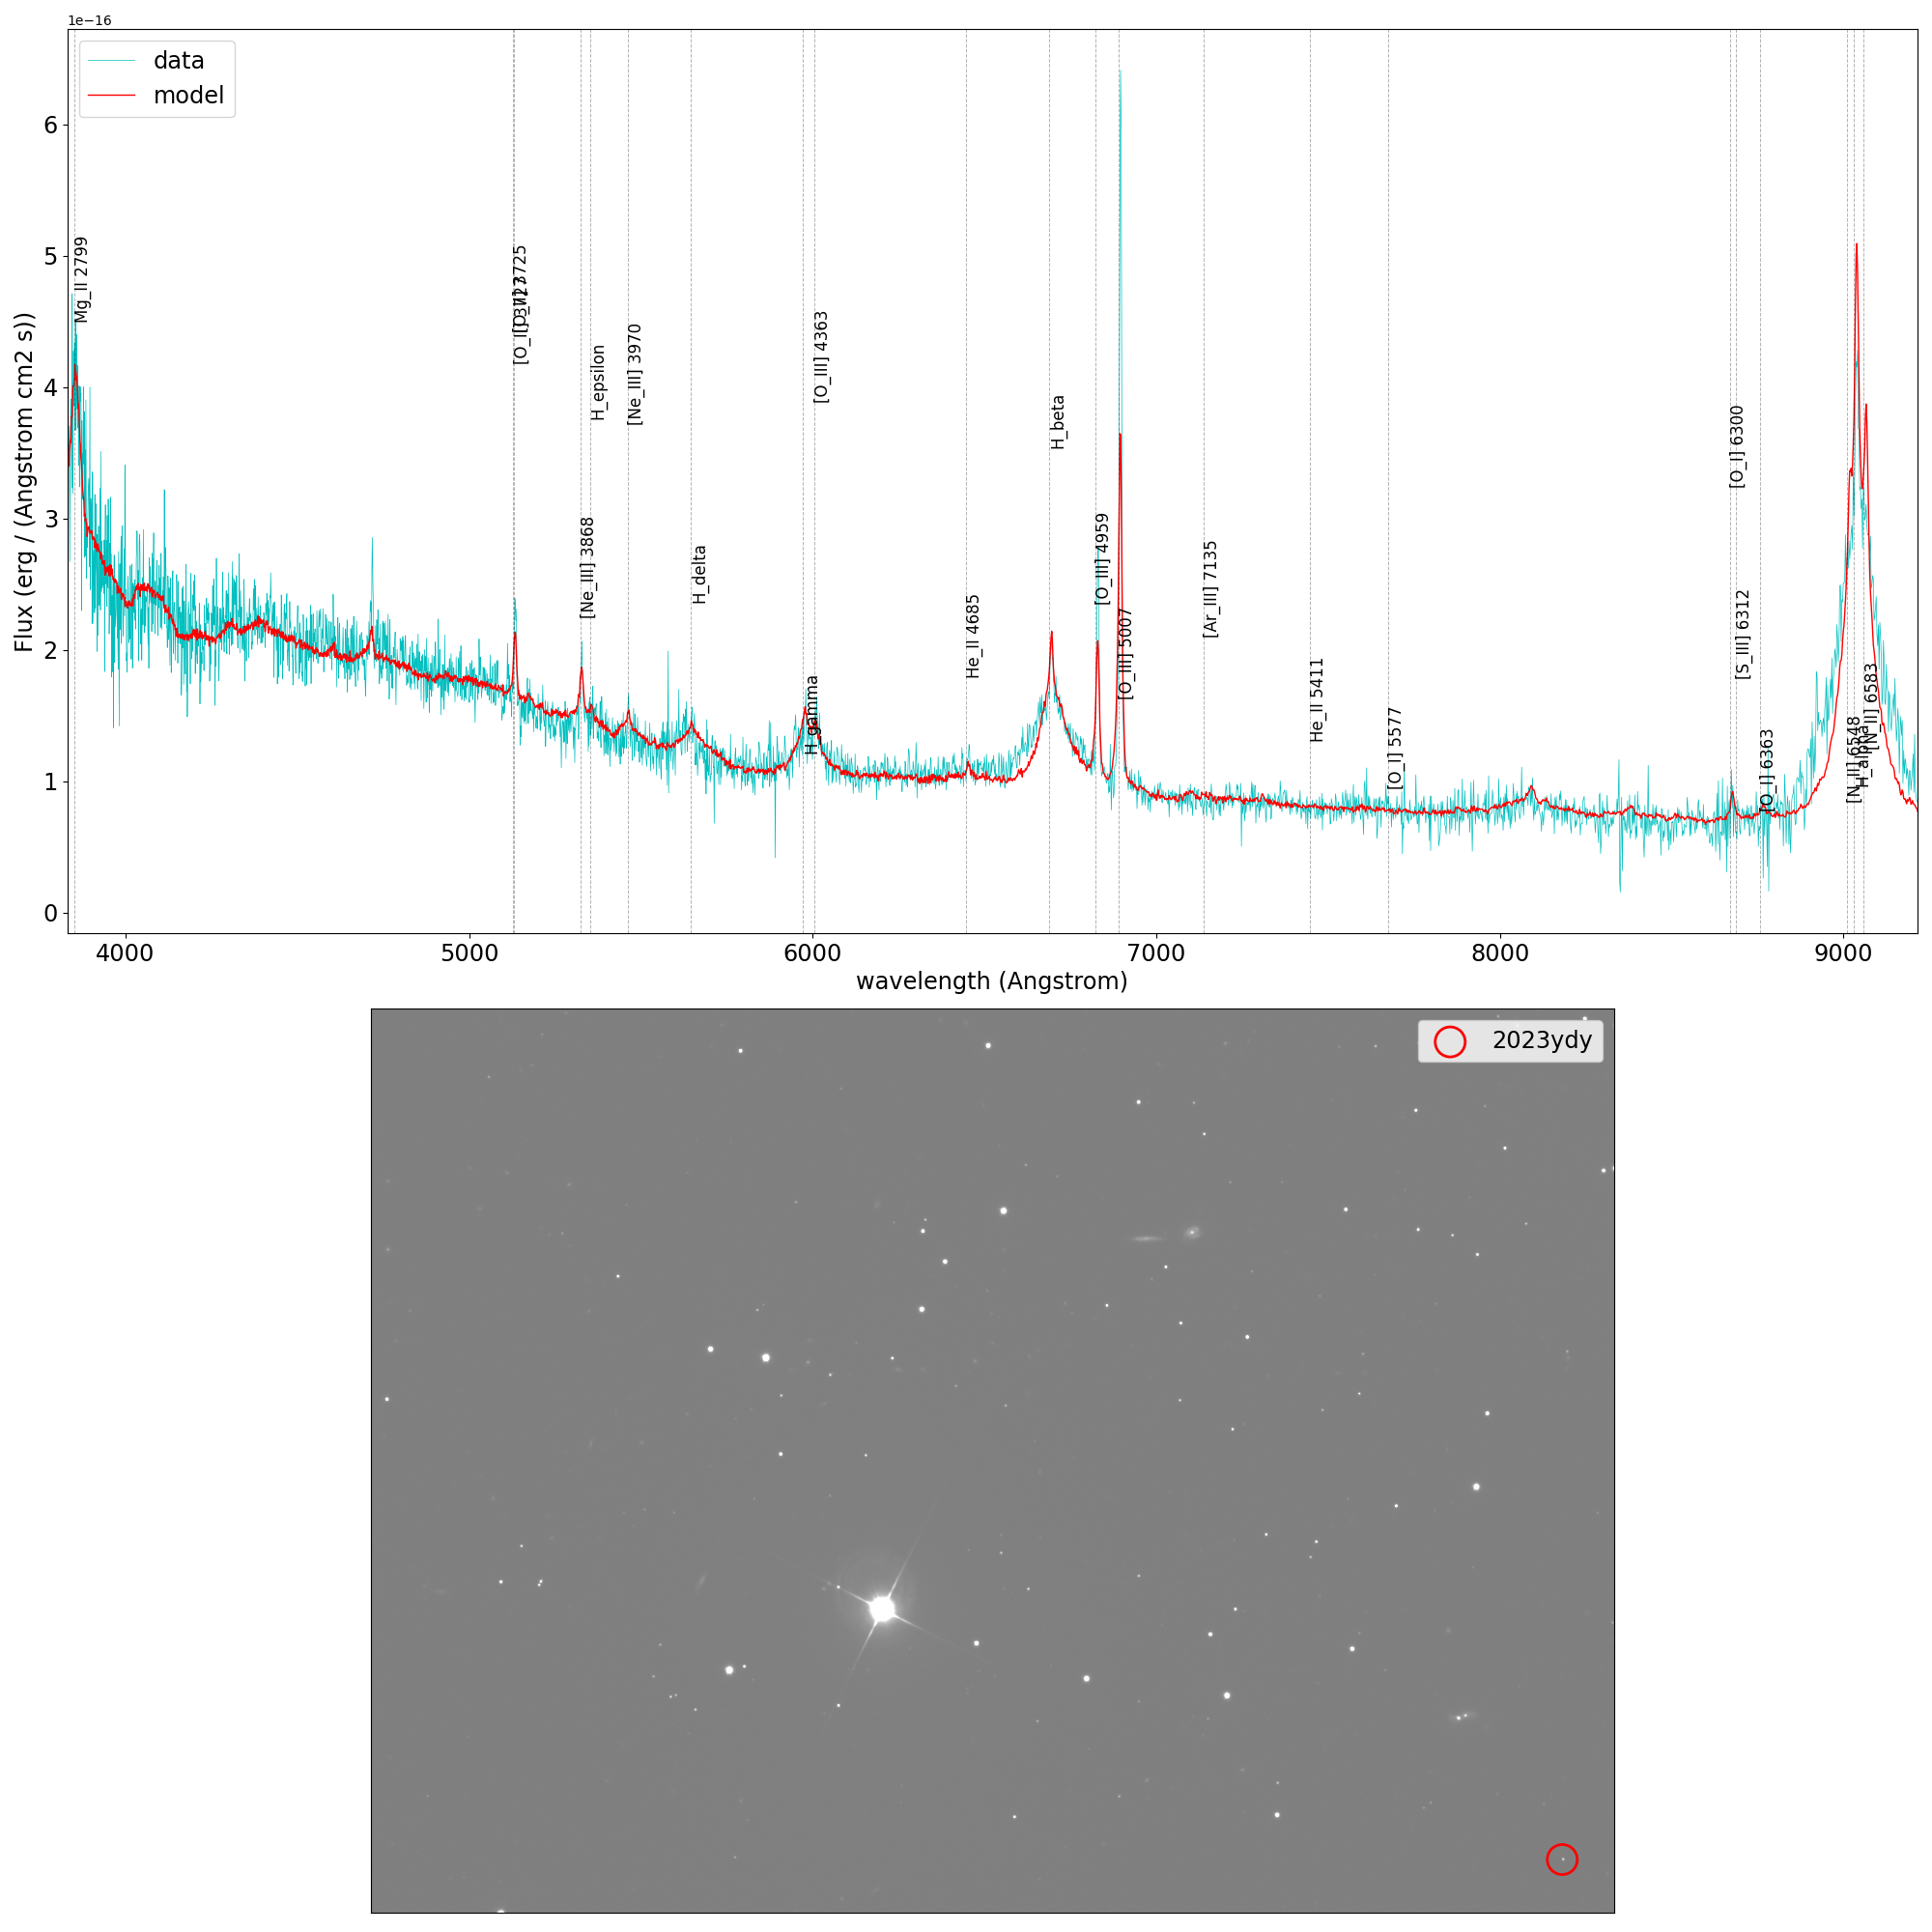 1e−16
data
model
Flux (erg / (Angstrom cm2 s))
6
5
4
3
2
1
0
Mg_II 2799
[O_II] 3725
[O_II] 3727
[Ne_III] 3868
H_epsilon
[Ne_III] 3970
H_delta
H_gamma
[O_III] 4363
He_II 4685
H_beta
[O_III] 4959
[O_III] 5007
[Ar_III] 7135
He_II 5411
[O_I] 5577
[O_I] 6300
[S_III] 6312
[O_I] 6363
[N_II] 6548
H_alpha
[N_II] 6583
4000 5000 6000 7000 8000 9000
wavelength (Angstrom)
2023ydy